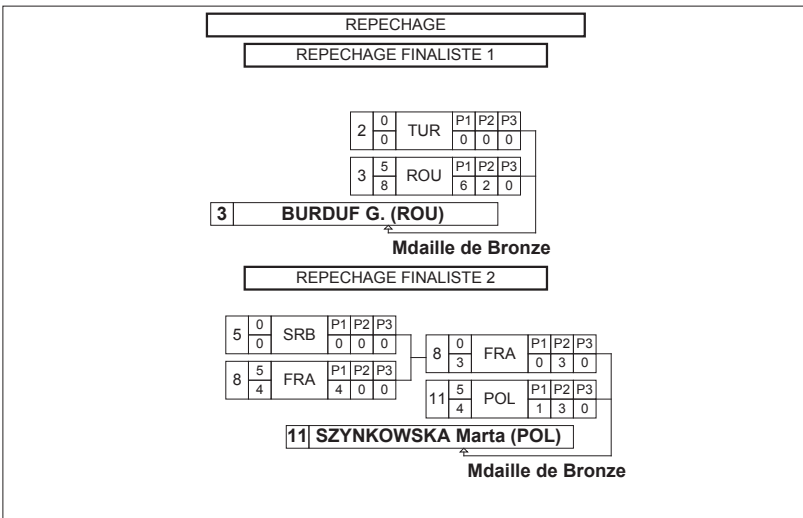 REPECHAGE
REPECHAGE FINALISTE 1
2 0 TUR P1 P2 P3
0 0 0 0
3 5 ROU P1 P2 P3
8 6 2 0
3 BURDUF G. (ROU)
Mdaille de Bronze
REPECHAGE FINALISTE 2
5 0 SRB P1 P2 P3
0 0 0 0
8 0 FRA P1 P2 P3
3 0 3 0
8 5 FRA P1 P2 P3
4 4 0 0
11 5 POL P1 P2 P3
4 1 3 0
11 SZYNKOWSKA Marta (POL)
Mdaille de Bronze